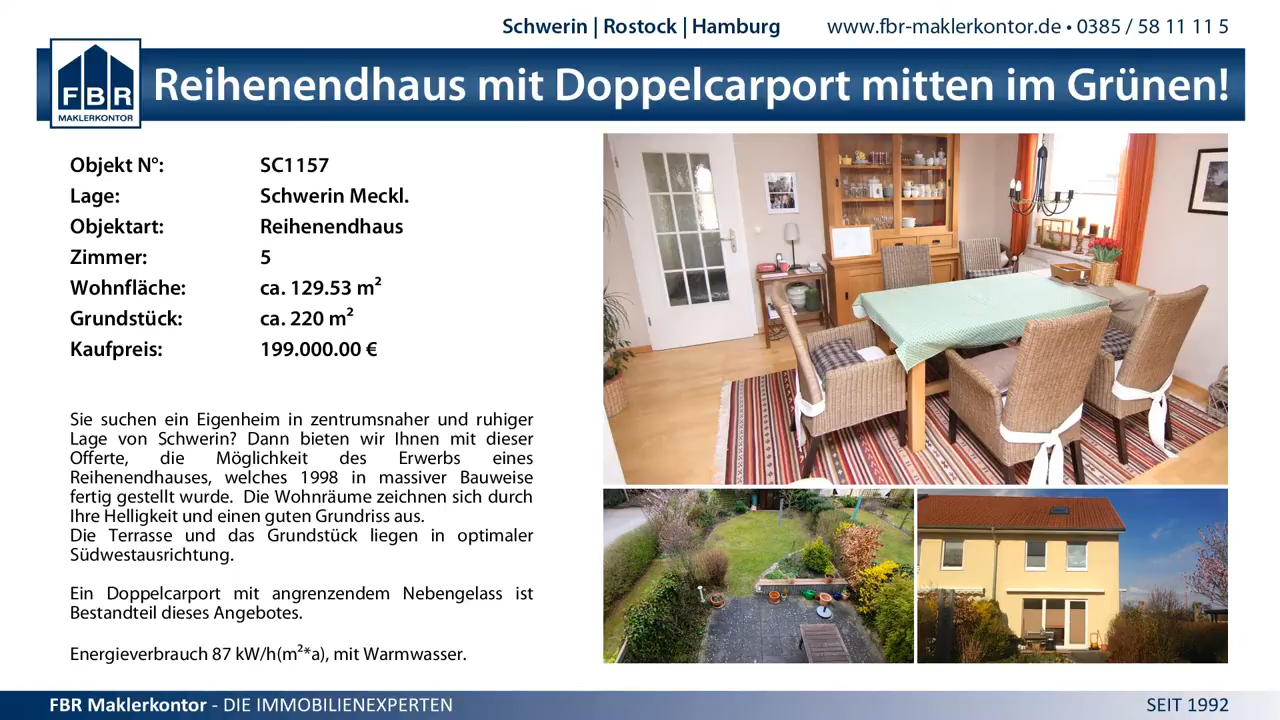 Schwerin | Rostock | Hamburg www.fbr-maklerkontor.de • 0385 / 58 11 11 5
FBR
MAKLERKONTOR
Reihenendhaus mit Doppelcarport mitten im Grünen!
Objekt N°: SC1157
Lage: Schwerin Meckl.
Objektart: Reihenendhaus
Zimmer: 5
Wohnfläche: ca. 129.53 m²
Grundstück: ca. 220 m²
Kaufpreis: 199.000.00 €
Sie suchen ein Eigenheim in zentrumsnaher und ruhiger
Lage von Schwerin? Dann bieten wir Ihnen mit dieser
Offerte, die Möglichkeit des Erwerbs eines
Reihenendhauses, welches 1998 in massiver Bauweise
fertig gestellt wurde. Die Wohnräume zeichnen sich durch
Ihre Helligkeit und einen guten Grundriss aus.
Die Terrasse und das Grundstück liegen in optimaler
Südwestausrichtung.
Ein Doppelcarport mit angrenzendem Nebengelass ist
Bestandteil dieses Angebotes.
Energieverbrauch 87 kW/h(m²*a), mit Warmwasser.
FBR Maklerkontor - DIE IMMOBILIENEXPERTEN SEIT 1992